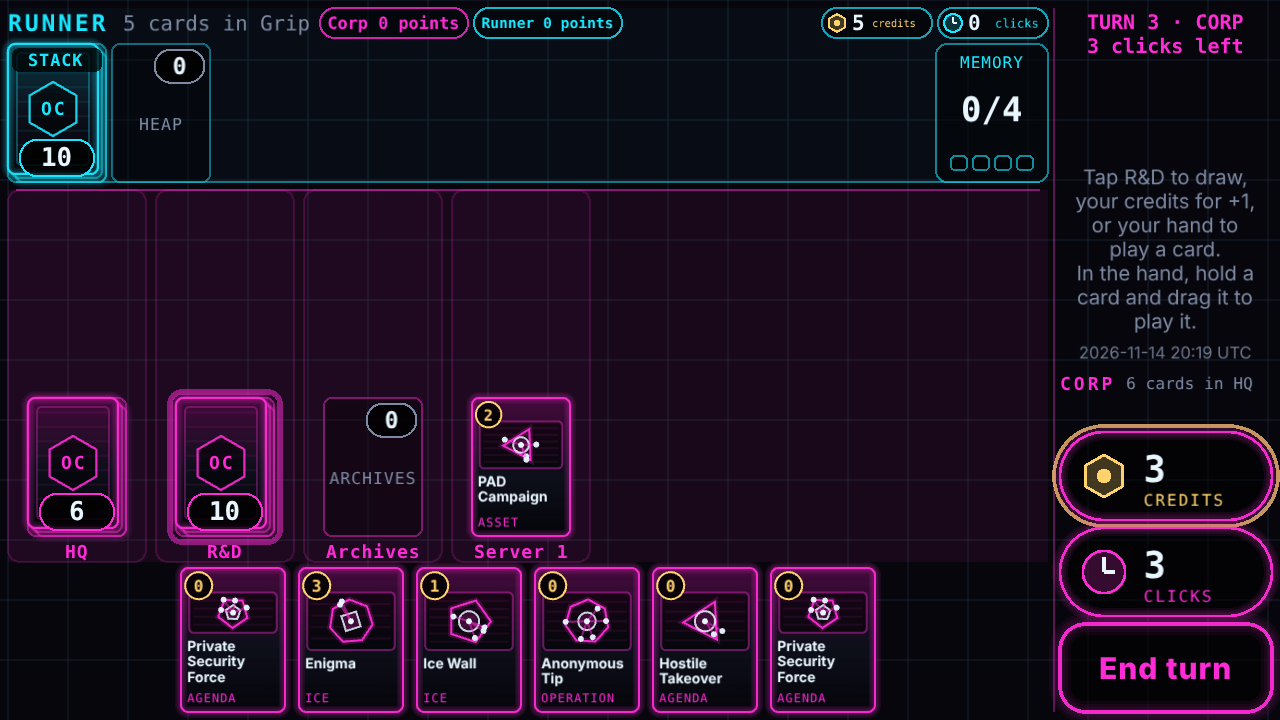 RUNNER 5 cards in Grip Corp 0 points Runner 0 points 5 credits 0 clicks
TURN 3 · CORP
3 clicks left
STACK
OC
10
0
HEAP
MEMORY
0/4
Tap R&D to draw,
your credits for +1,
or your hand to
play a card.
In the hand, hold a
card and drag it to
play it.
2026-11-14 20:19 UTC
CORP 6 cards in HQ
OC
6
HQ
OC
10
R&D
0
ARCHIVES
Archives
2
PAD
Campaign
ASSET
Server 1
3
CREDITS
3
CLICKS
End turn
0
Private
Security
Force
AGENDA
3
Enigma
ICE
1
Ice Wall
ICE
0
Anonymous
Tip
OPERATION
0
Hostile
Takeover
AGENDA
0
Private
Security
Force
AGENDA